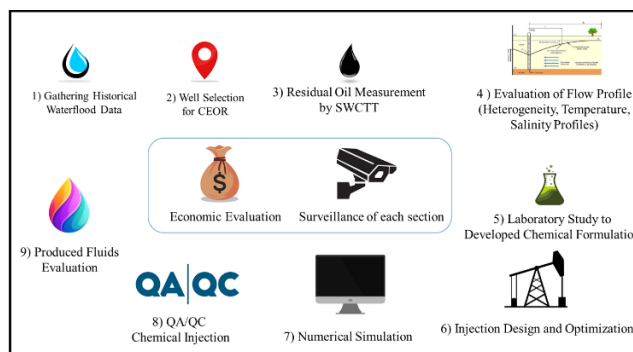 1) Gathering Historical
Waterflood Data
2) Well Selection
for CEOR
3) Residual Oil Measurement
by SWCTT
4 ) Evaluation of Flow Profile
(Heterogeneity, Temperature,
Salinity Profiles)
$
Economic Evaluation
Surveillance of each section
5) Laboratory Study to
Developed Chemical Formulation
6) Injection Design and Optimization
7) Numerical Simulation
QA|QC
8) QA/QC
Chemical Injection
9) Produced Fluids
Evaluation